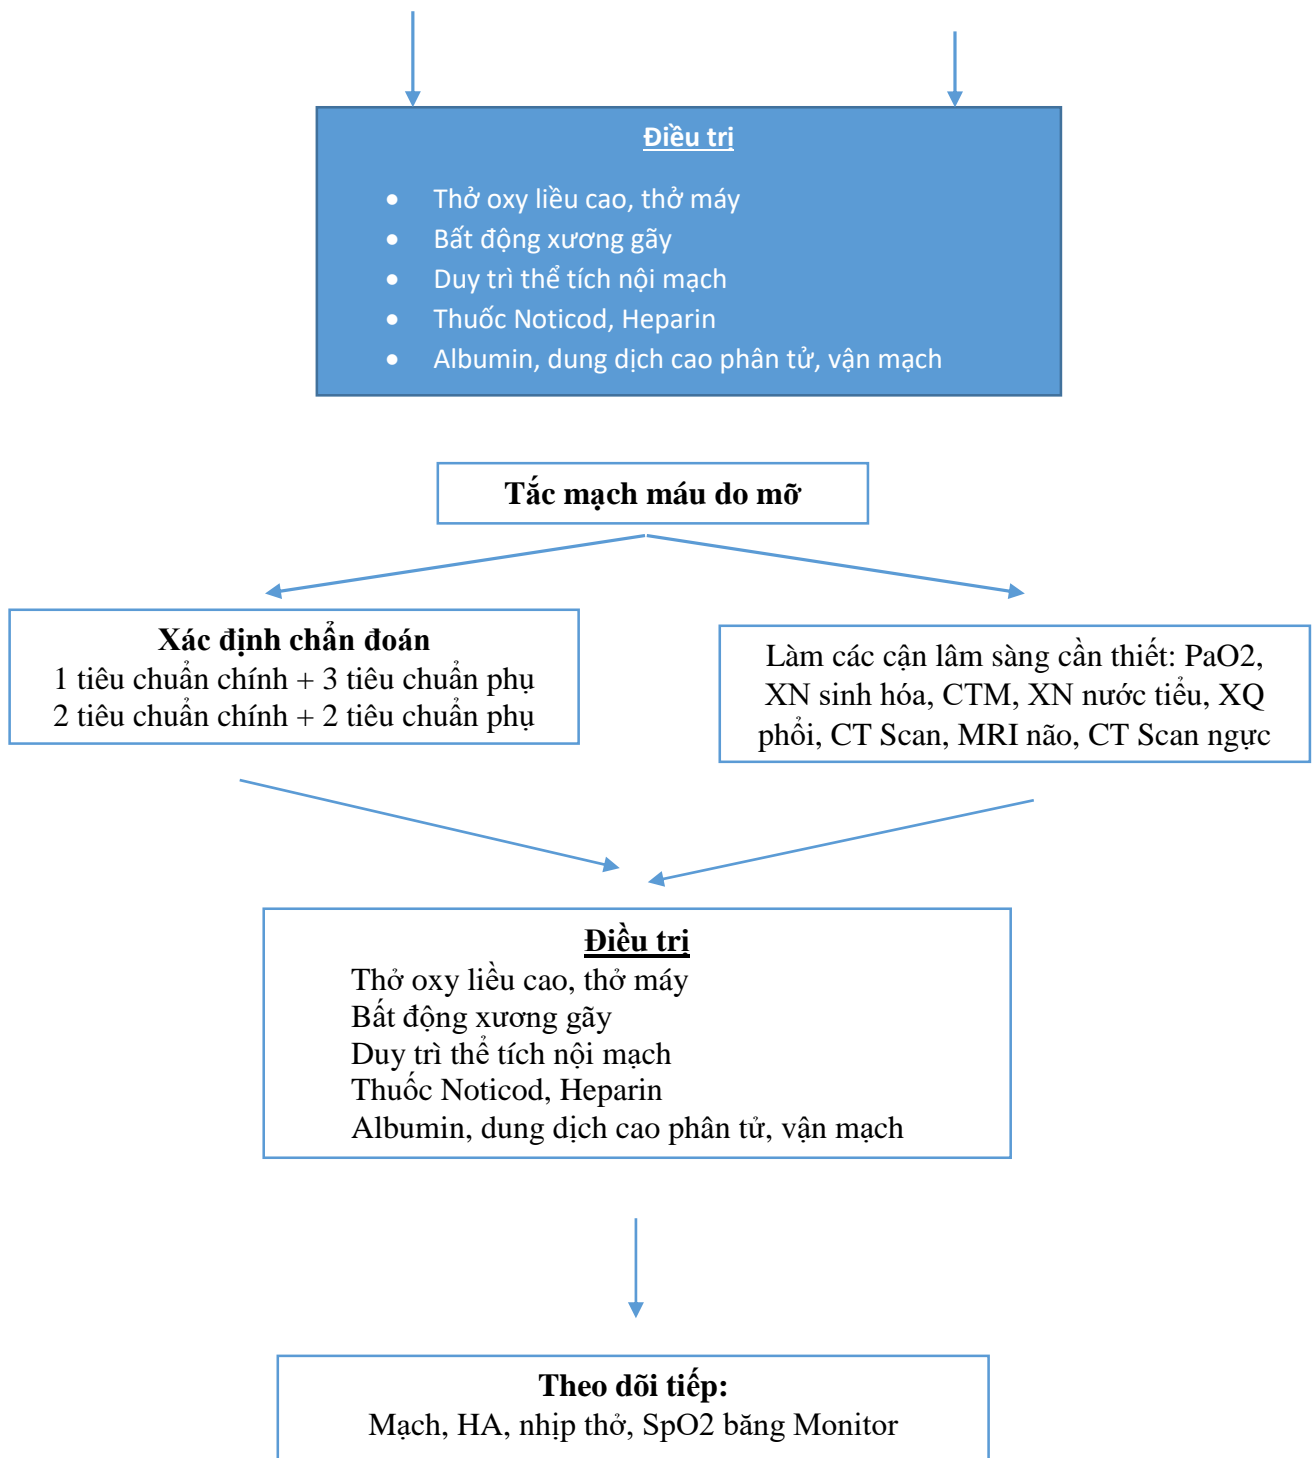 Điều trị
• Thở oxy liều cao, thở máy
• Bất động xương gãy
• Duy trì thể tích nội mạch
• Thuốc Noticod, Heparin
• Albumin, dung dịch cao phân tử, vận mạch
Tắc mạch máu do mỡ
Xác định chẩn đoán
1 tiêu chuẩn chính + 3 tiêu chuẩn phụ
2 tiêu chuẩn chính + 2 tiêu chuẩn phụ
Làm các cận lâm sàng cần thiết: PaO2,
XN sinh hóa, CTM, XN nước tiểu, XQ
phổi, CT Scan, MRI não, CT Scan ngực
Điều trị
Thở oxy liều cao, thở máy
Bất động xương gãy
Duy trì thể tích nội mạch
Thuốc Noticod, Heparin
Albumin, dung dịch cao phân tử, vận mạch
Theo dõi tiếp:
Mạch, HA, nhịp thở, SpO2 băng Monitor